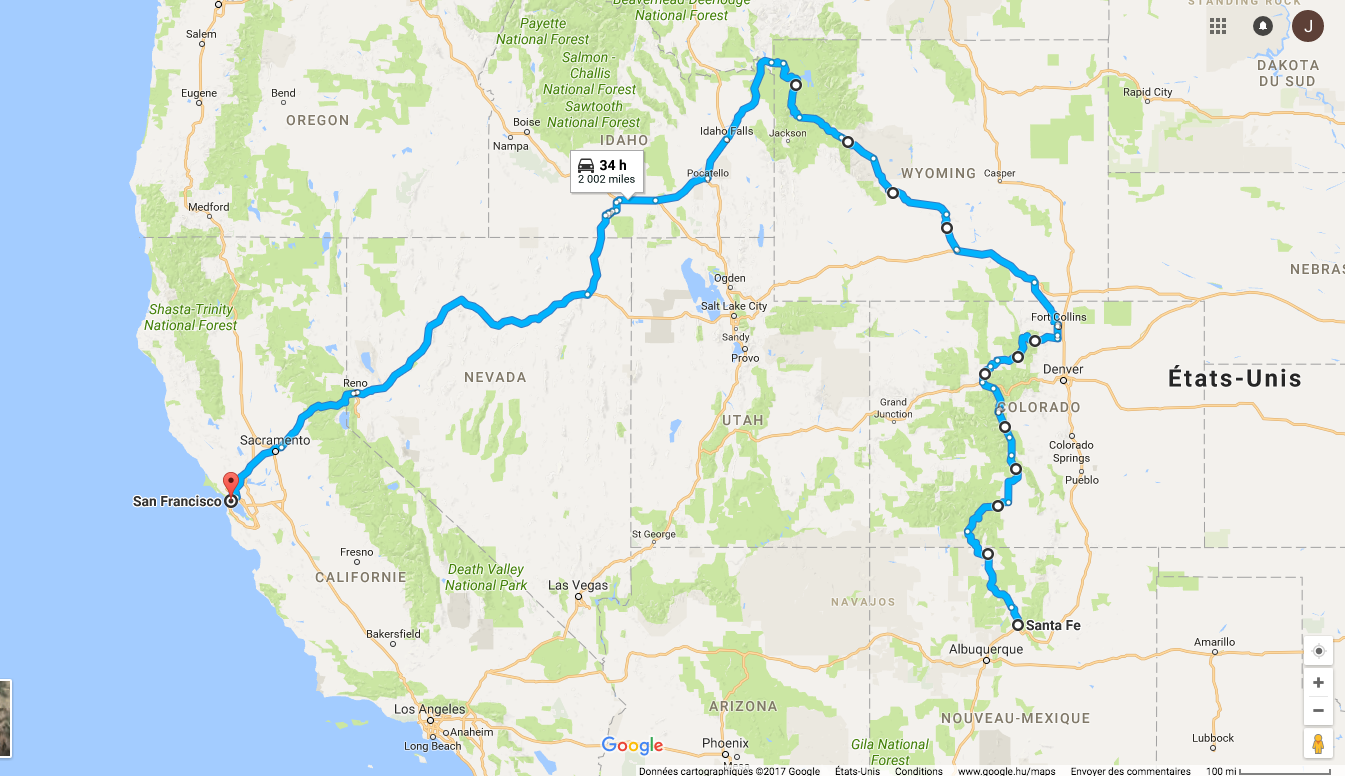 Beaverhead-Deerlodge
National Forest
STANDING ROCK
J
Salem
Payette
National Forest
DAKOTA
DU SUD
Salmon -
Challis
National Forest
Eugene
Bend
Rapid City
Sawtooth
National Forest
OREGON
Boise
Idaho Falls
Jackson
IDAHO
Nampa
34 h
2 002 miles
Pocatello
WYOMING
Casper
Medford
Ogden
NEBRAS
Shasta-Trinity
National Forest
Salt Lake City
Fort Collins
Sandy
Provo
Denver
États-Unis
Reno
NEVADA
Grand
Junction
COLORADO
UTAH
Sacramento
Colorado
Springs
Pueblo
San Francisco
St George
Fresno
CALIFORNIE
Death Valley
National Park
Las Vegas
NAVAJOS
Santa Fe
Bakersfield
Albuquerque
Amarillo
Los Angeles
Anaheim
Long Beach
ARIZONA
NOUVEAU-MEXIQUE
Google
Phoenix
Gila National
Forest
Lubbock
Données cartographiques ©2017 Google États-Unis Conditions www.google.hu/maps Envoyer des commentaires 100 mi